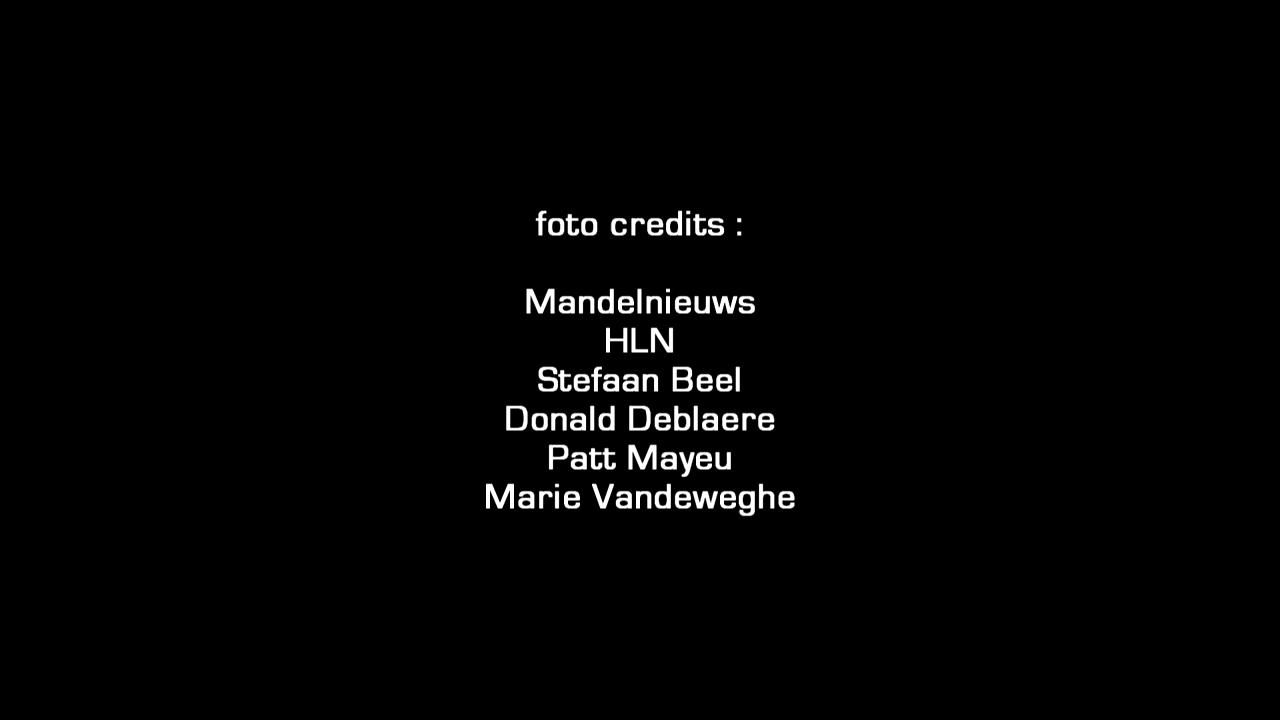 foto credits :
Mandelnieuws
HLN
Stefaan Beel
Donald Deblaere
Patt Mayeu
Marie Vandeweghe